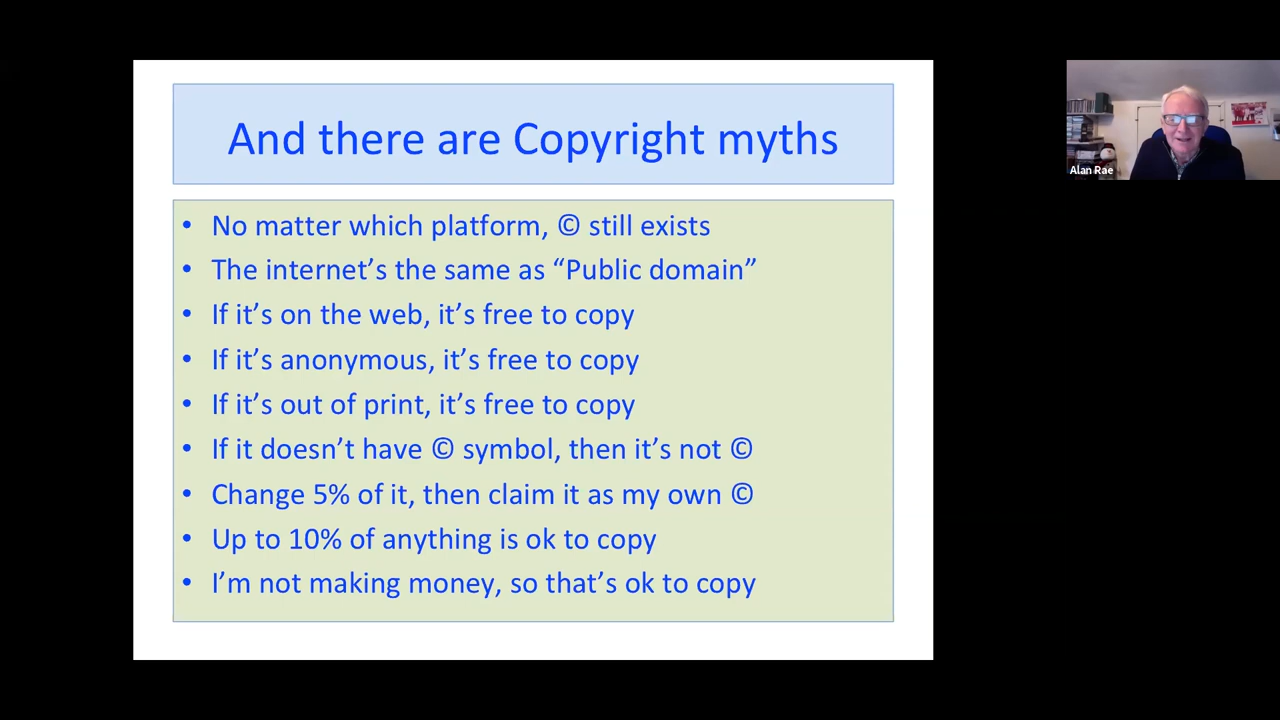 And there are Copyright myths
• No matter which platform, © still exists
• The internet’s the same as “Public domain”
• If it’s on the web, it’s free to copy
• If it’s anonymous, it’s free to copy
• If it’s out of print, it’s free to copy
• If it doesn’t have © symbol, then it’s not ©
• Change 5% of it, then claim it as my own ©
• Up to 10% of anything is ok to copy
• I’m not making money, so that’s ok to copy
Alan Rae